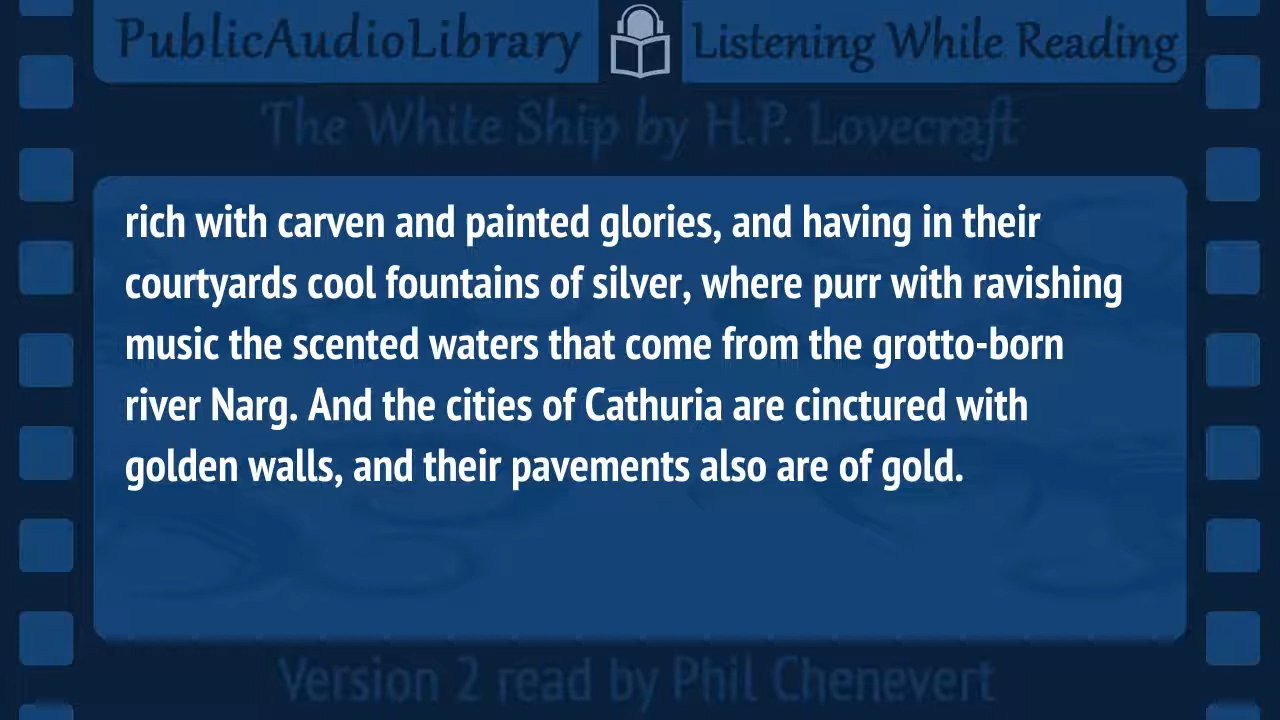 PublicAudioLibrary Listening While Reading
The White Ship by H.P. Lovecraft
rich with carven and painted glories, and having in their
courtyards cool fountains of silver, where purr with ravishing
music the scented waters that come from the grotto-born
river Narg. And the cities of Cathuria are cinctured with
golden walls, and their pavements also are of gold.
Version 2 read by Phil Chenevert